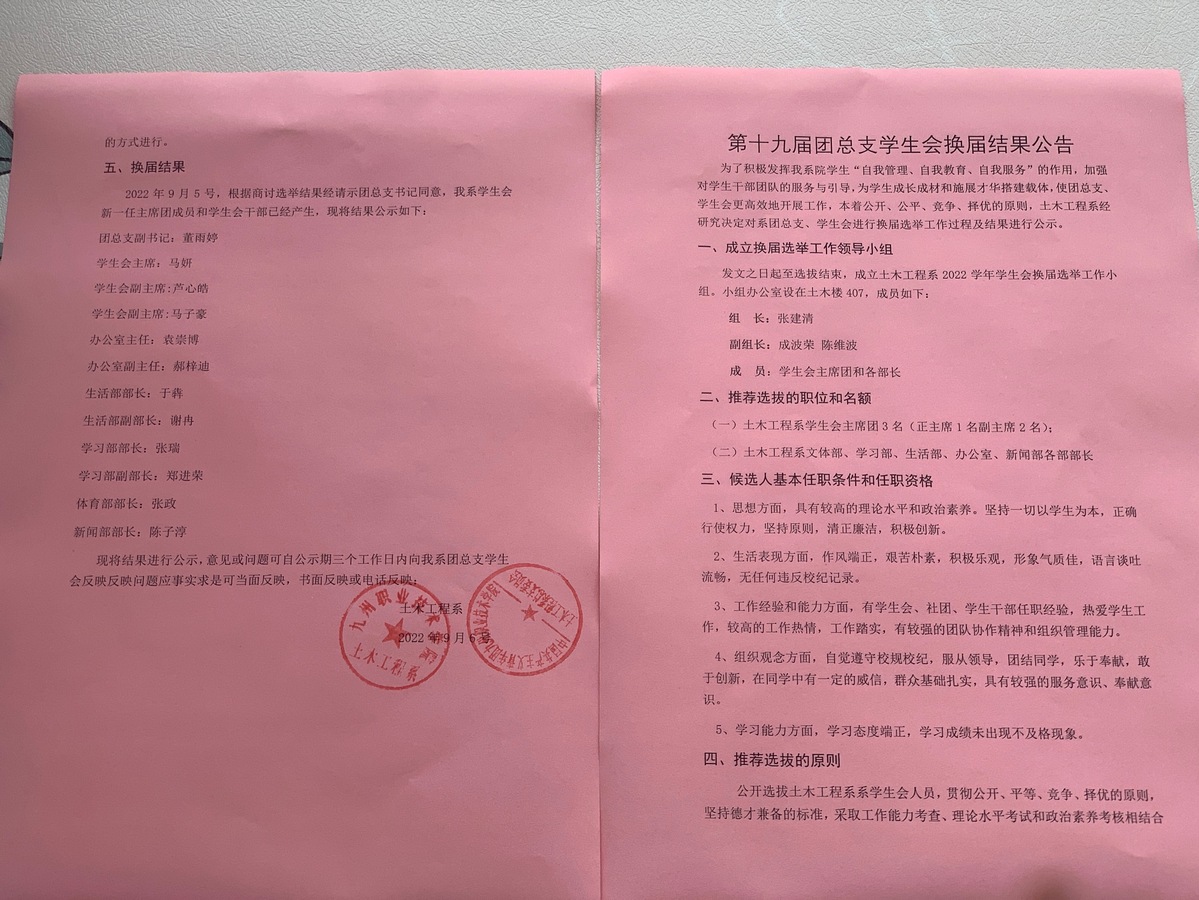 第十九届团总支学生会换届结果公告
为了积极发挥我系院学生“自我管理、自我教育、自我服务”的作用，加强
对学生干部团队的服务与引导,为学生成长成材和施展才华搭建载体,使团总支、
学生会更高效地开展工作，本着公开、公平、竞争、择优的原则，土木工程系经
研究决定对系团总支、学生会进行换届选举工作过程及结果进行公示。
一、成立换届选举工作领导小组
发文之日起至选拔结束，成立土木工程系 2022 学年学生会换届选举工作小
组。小组办公室设在土木楼 407，成员如下：
组 长：张建清
副组长：成波荣 陈维波
成 员：学生会主席团和各部长
二、推荐选拔的职位和名额
（一）土木工程系学生会主席团 3 名（正主席 1 名副主席 2 名）；
（二）土木工程系文体部、学习部、生活部、办公室、新闻部各部部长
三、候选人基本任职条件和任职资格
1、思想方面，具有较高的理论水平和政治素养。坚持一切以学生为本，正确
行使权力，坚持原则，清正廉洁，积极创新。
2、生活表现方面，作风端正，艰苦朴素，积极乐观，形象气质佳，语言谈吐
流畅，无任何违反校纪记录。
3、工作经验和能力方面，有学生会、社团、学生干部任职经验，热爱学生工
作，较高的工作热情，工作踏实，有较强的团队协作精神和组织管理能力。
4、组织观念方面，自觉遵守校规校纪，服从领导，团结同学，乐于奉献，敢
于创新，在同学中有一定的威信，群众基础扎实，具有较强的服务意识、奉献意
识。
5、学习能力方面，学习态度端正，学习成绩未出现不及格现象。
四、推荐选拔的原则
公开选拔土木工程系系学生会人员，贯彻公开、平等、竞争、择优的原则，
坚持德才兼备的标准，采取工作能力考查、理论水平考试和政治素养考核相结合
的方式进行。
五、换届结果
2022 年 9 月 5 号，根据商讨选举结果经请示团总支书记同意，我系学生会
新一任主席团成员和学生会干部已经产生，现将结果公示如下：
团总支副书记：董雨婷
学生会主席：马妍
学生会副主席:芦心皓
学生会副主席:马子豪
办公室主任：袁崇博
办公室副主任：郝梓迪
生活部部长：于犇
生活部副部长：谢冉
学习部部长：张瑞
学习部副部长：郑进荣
体育部部长：张政
新闻部部长：陈子淳
现将结果进行公示,意见或问题可自公示期三个工作日内向我系团总支学生
会反映反映问题应事实求是可当面反映，书面反映或电话反映；
土木工程系
2022 年 9 月 6 号
九州职业技术学院
土木工程系
中国共产主义青年团九州职业技术学院
土木工程系总支委员会